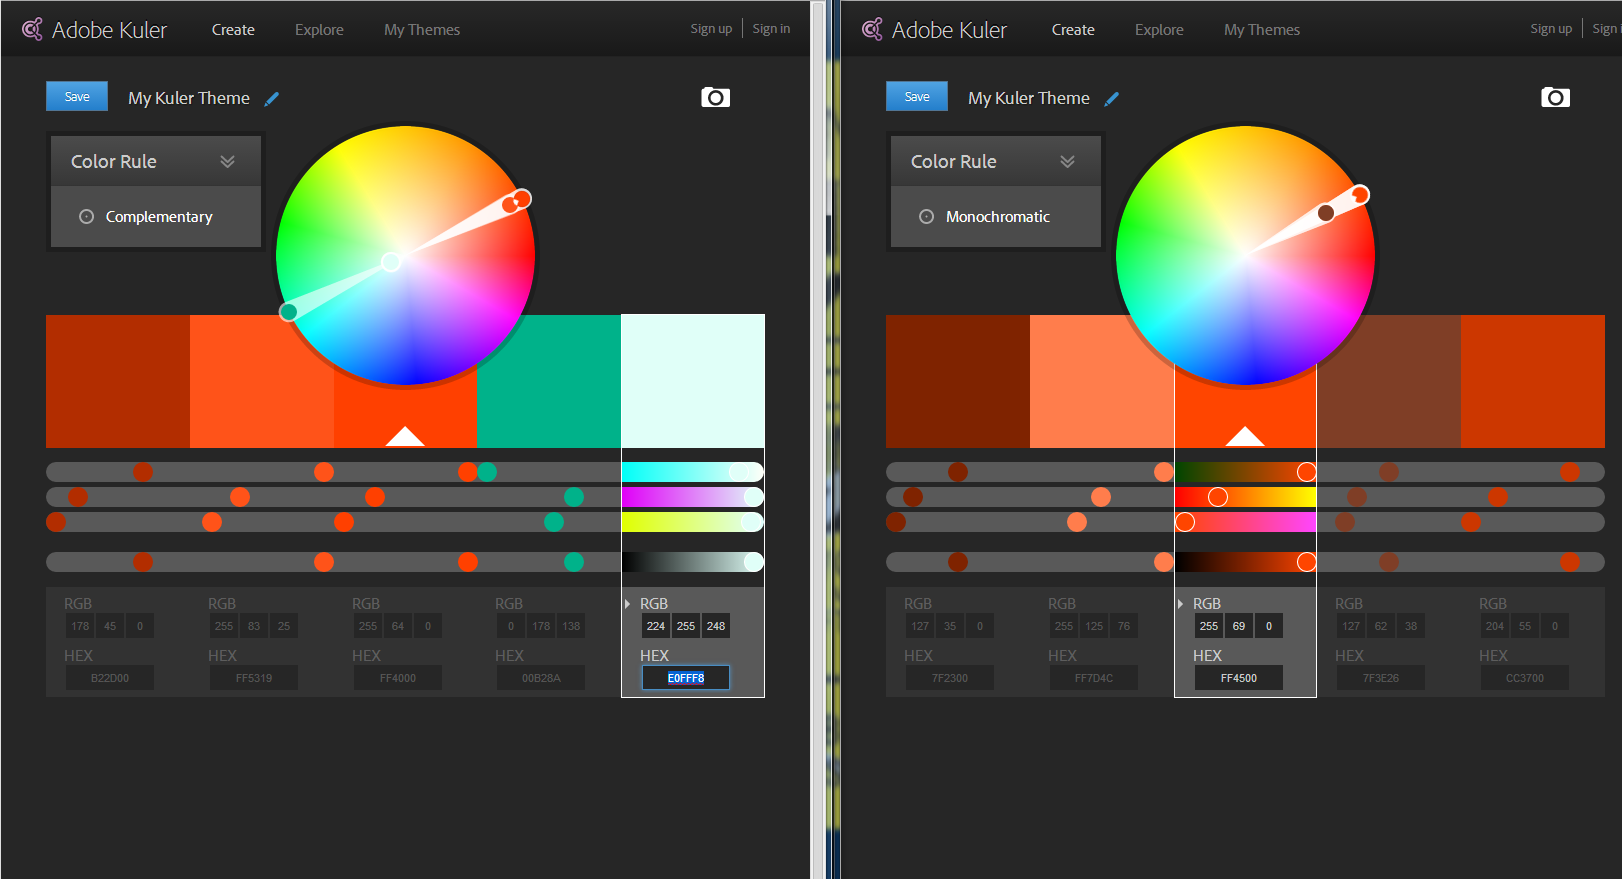 Adobe Kuler Create Explore My Themes Sign up Sign in
Save My Kuler Theme
Color Rule
Complementary
RGB RGB RGB RGB RGB
178 45 0 255 83 25 255 64 0 0 178 138 224 255 248
HEX HEX HEX HEX HEX
B22D00 FF5319 FF4000 00B28A E0FFF8
Adobe Kuler Create Explore My Themes Sign up Sign i
Save My Kuler Theme
Color Rule
Monochromatic
RGB RGB RGB RGB RGB
127 35 0 255 125 76 255 69 0 127 62 38 204 55 0
HEX HEX HEX HEX HEX
7F2300 FF7D4C FF4500 7F3E26 CC3700